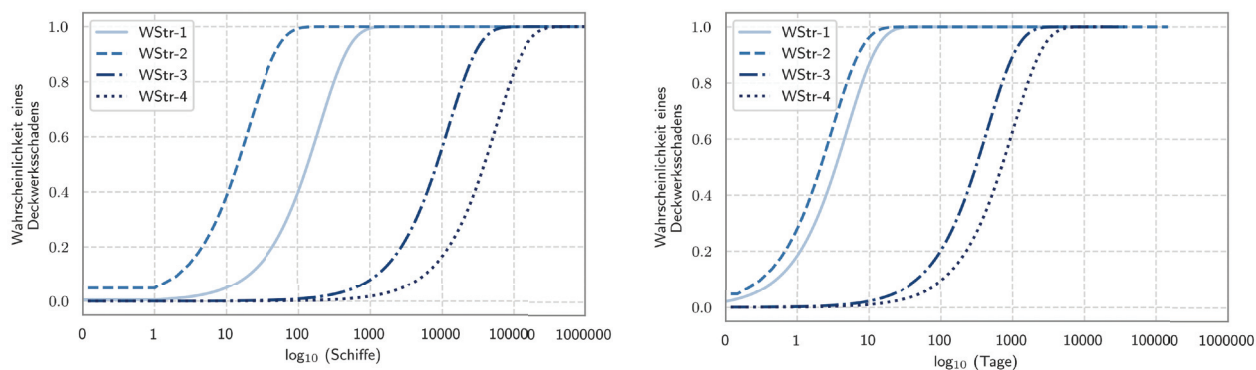 Wahrscheinlichkeit eines
Deckwerksschadens
1.0
0.8
0.6
0.4
0.2
0.0
WStr-1
WStr-2
WStr-3
WStr-4
0 1 10 100 1000 10000 100000 1000000
log₁₀ (Schiffe)
Wahrscheinlichkeit eines
Deckwerksschadens
1.0
0.8
0.6
0.4
0.2
0.0
WStr-1
WStr-2
WStr-3
WStr-4
0 1 10 100 1000 10000 100000 1000000
log₁₀ (Tage)